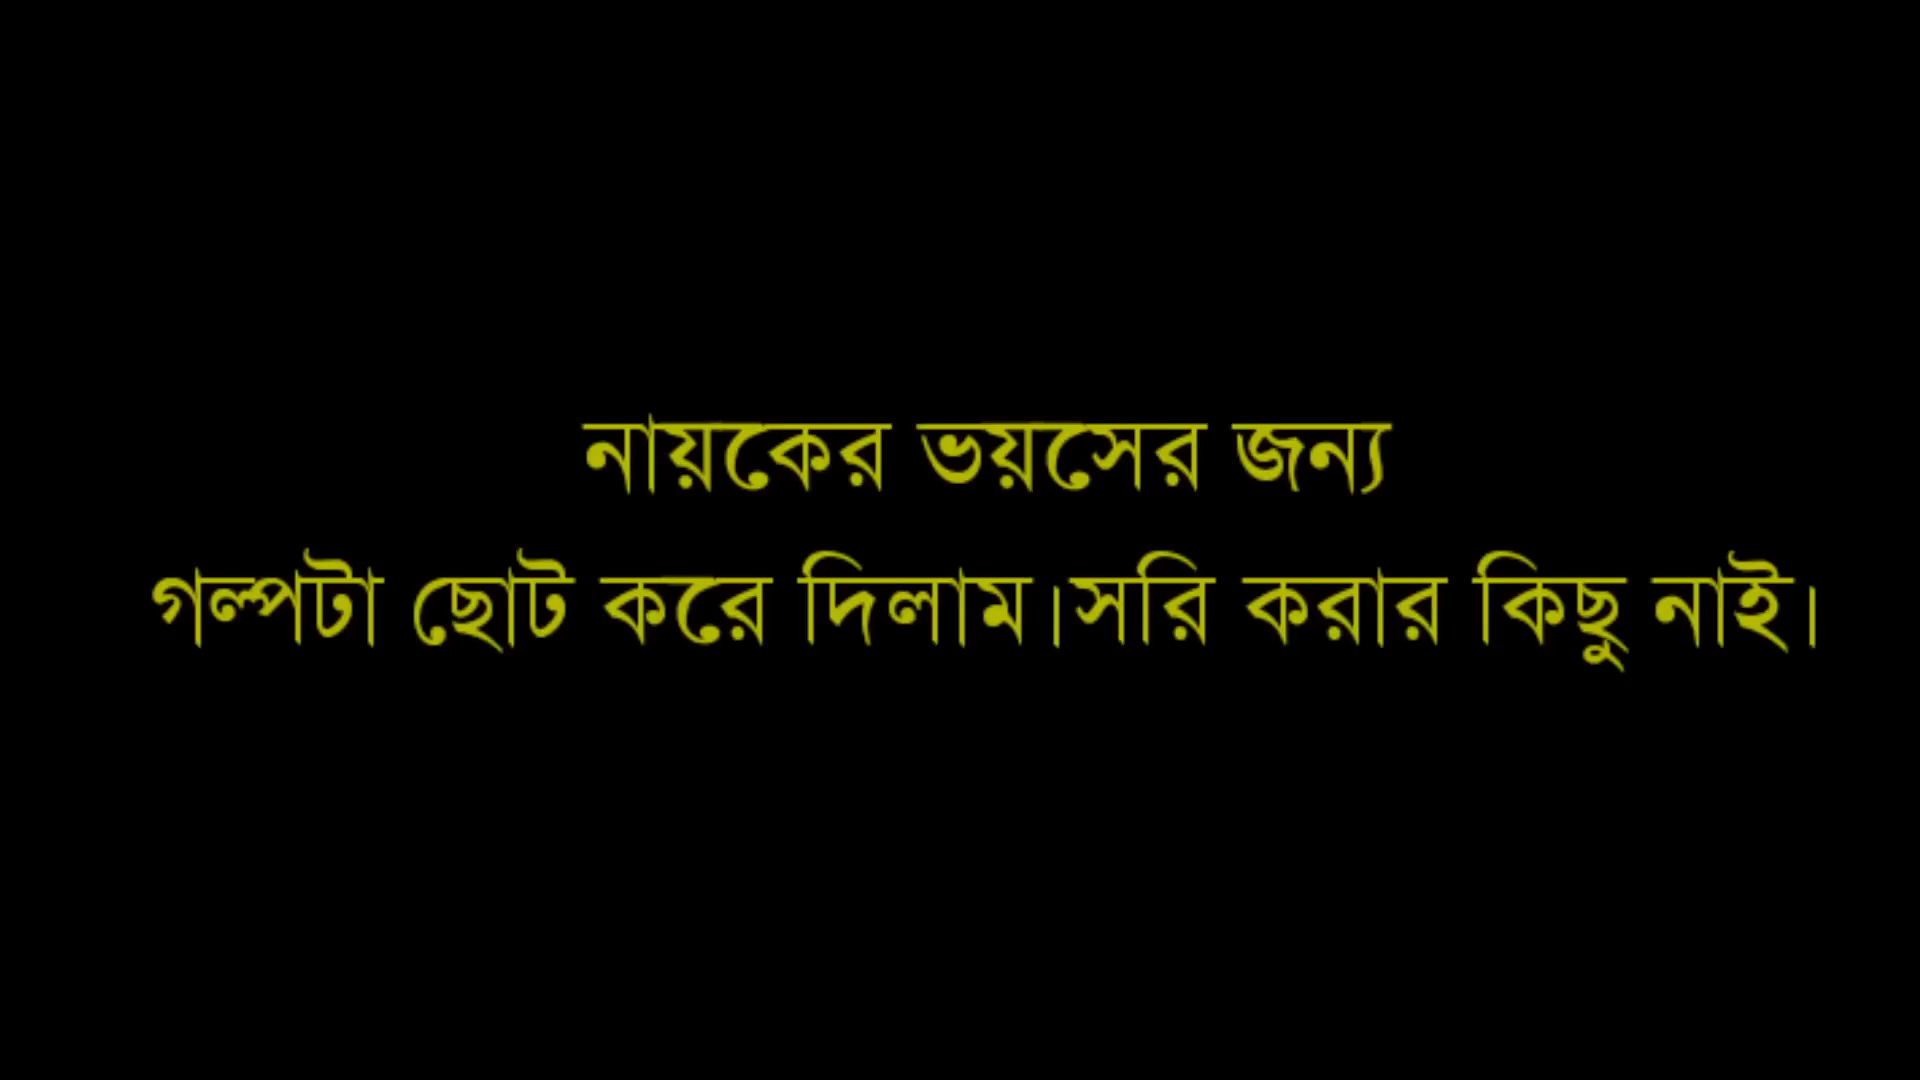 নায়কের ভয়সের জন্য
গল্পটা ছোট করে দিলাম।সরি করার কিছু নাই।